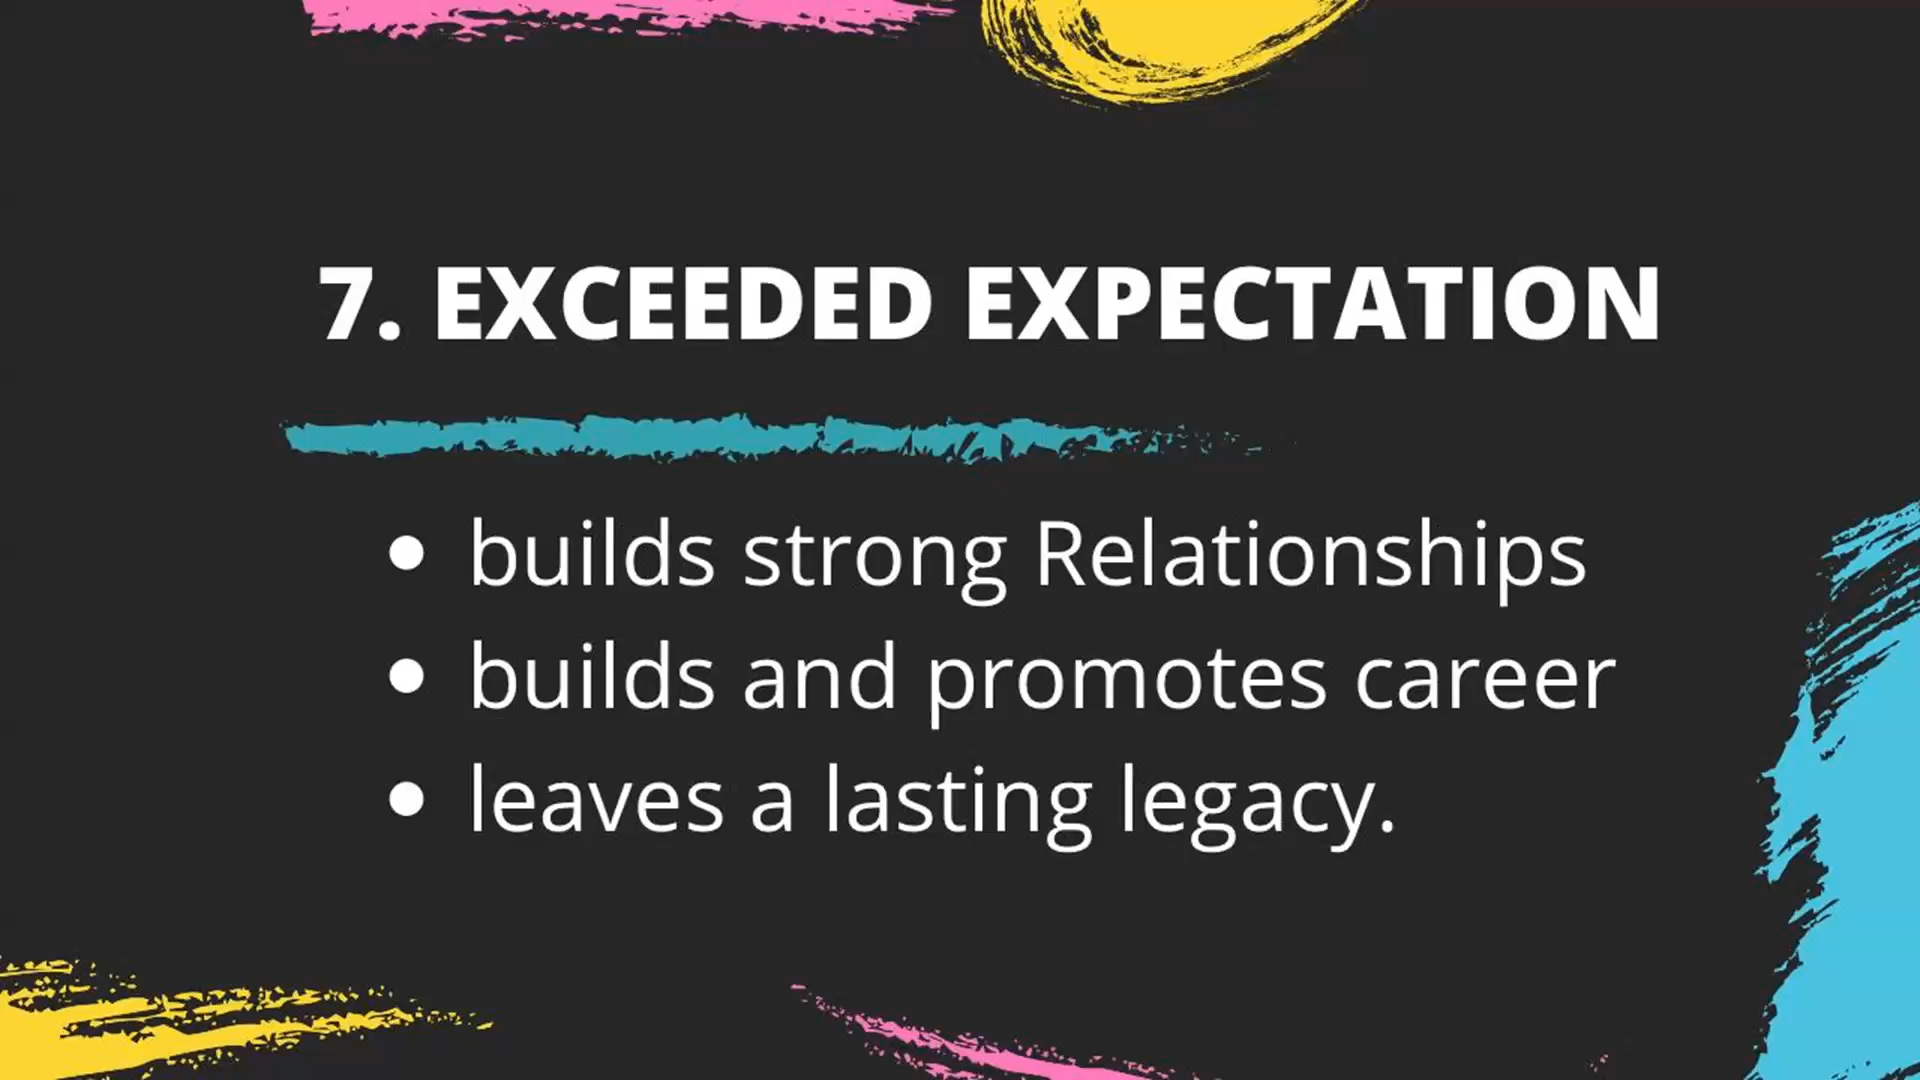 7. EXCEEDED EXPECTATION
• builds strong Relationships
• builds and promotes career
• leaves a lasting legacy.